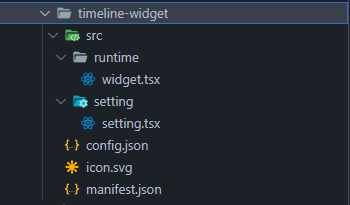 timeline-widget
src
runtime
widget.tsx
setting
setting.tsx
config.json
icon.svg
manifest.json